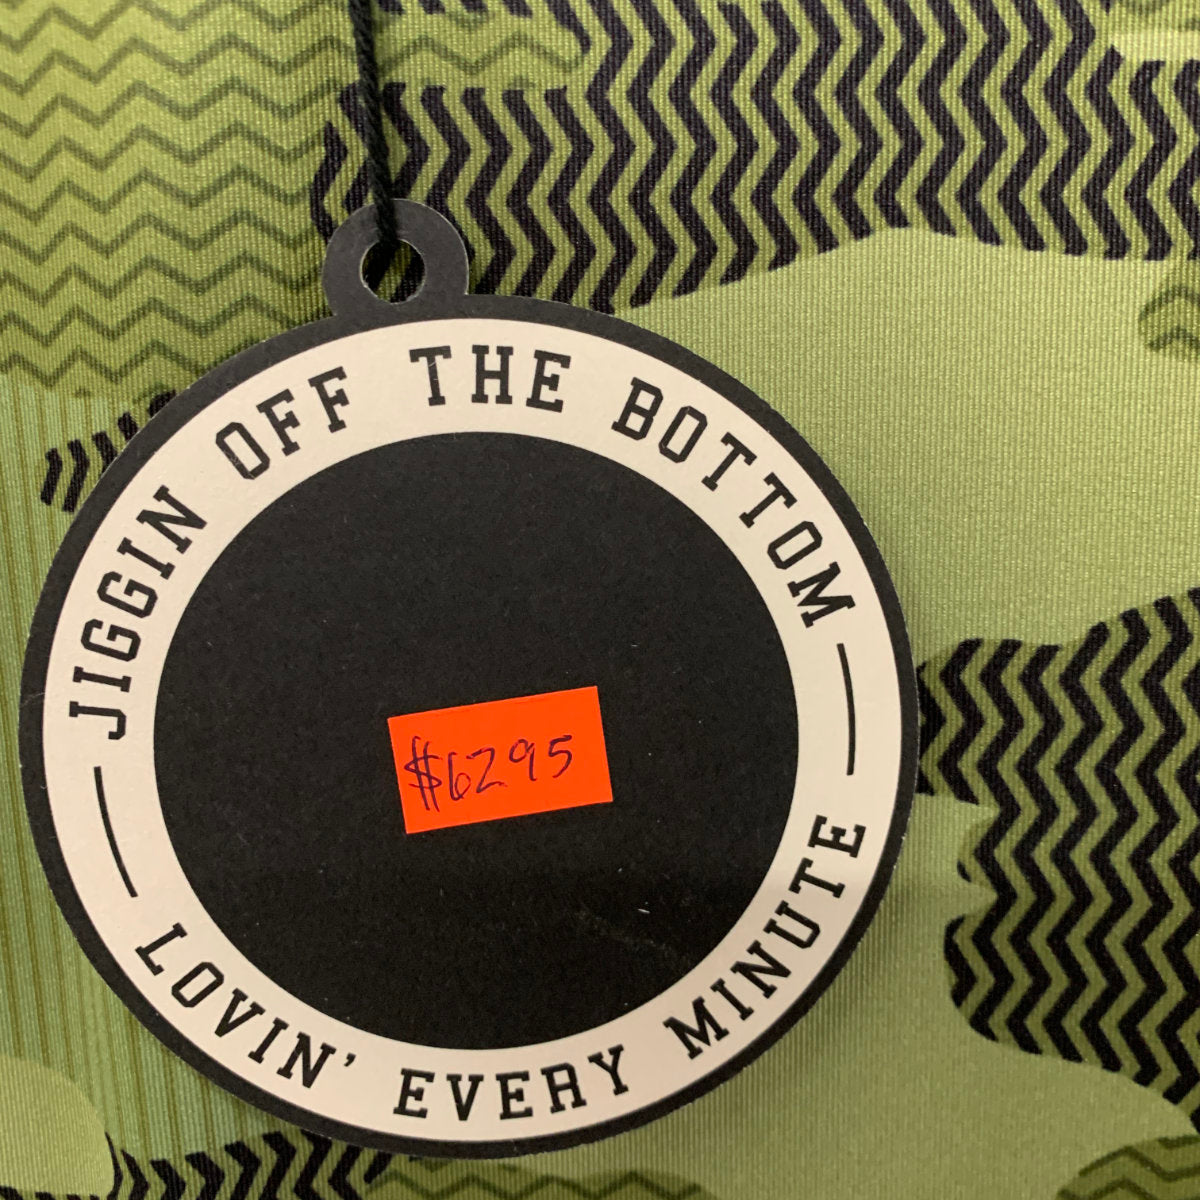 JIGGIN OFF THE BOTTOM
$6295
LOVIN' EVERY MINUTE